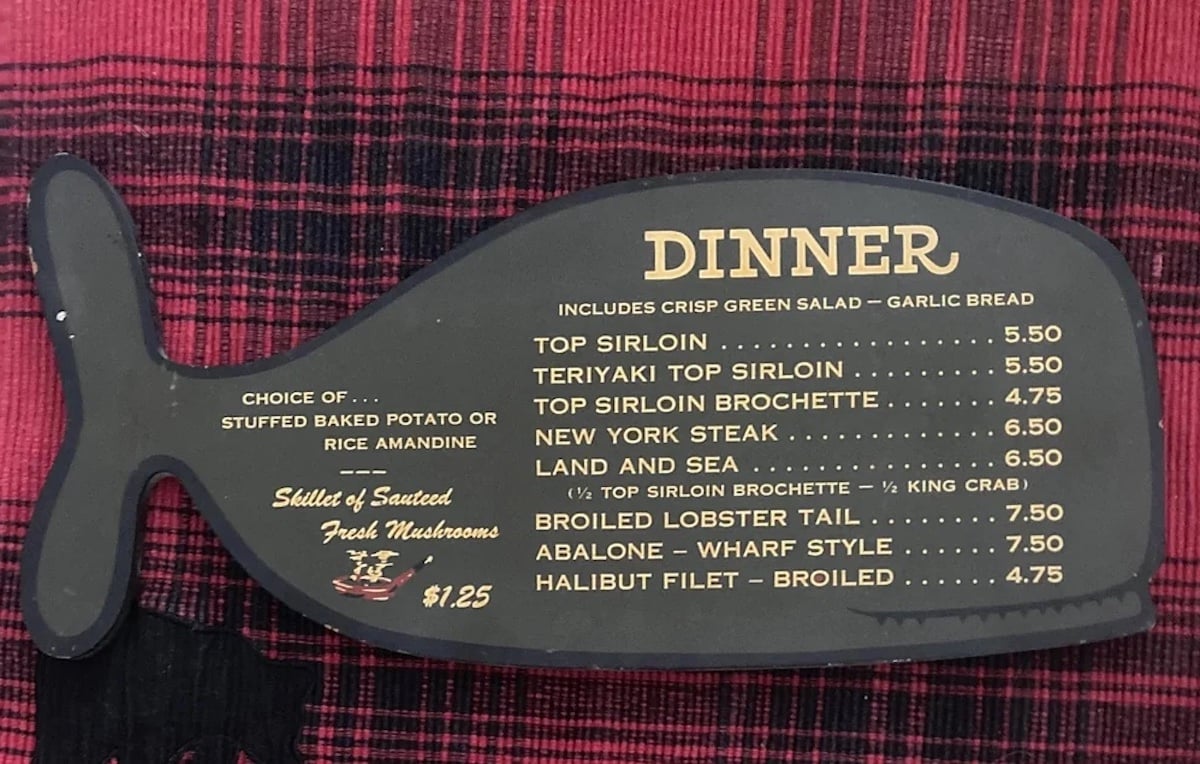 DINNER
INCLUDES CRISP GREEN SALAD — GARLIC BREAD
TOP SIRLOIN . . . . . . . . . . . . . . . . . . 5.50
TERIYAKI TOP SIRLOIN . . . . . . . . . 5.50
TOP SIRLOIN BROCHETTE . . . . . . . 4.75
NEW YORK STEAK . . . . . . . . . . . . . 6.50
LAND AND SEA . . . . . . . . . . . . . . . . 6.50
(½ TOP SIRLOIN BROCHETTE — ½ KING CRAB)
BROILED LOBSTER TAIL . . . . . . . . 7.50
ABALONE – WHARF STYLE . . . . . . 7.50
HALIBUT FILET – BROILED . . . . . . 4.75
CHOICE OF . . .
STUFFED BAKED POTATO OR
RICE AMANDINE
Skillet of Sauteed
Fresh Mushrooms
$1.25